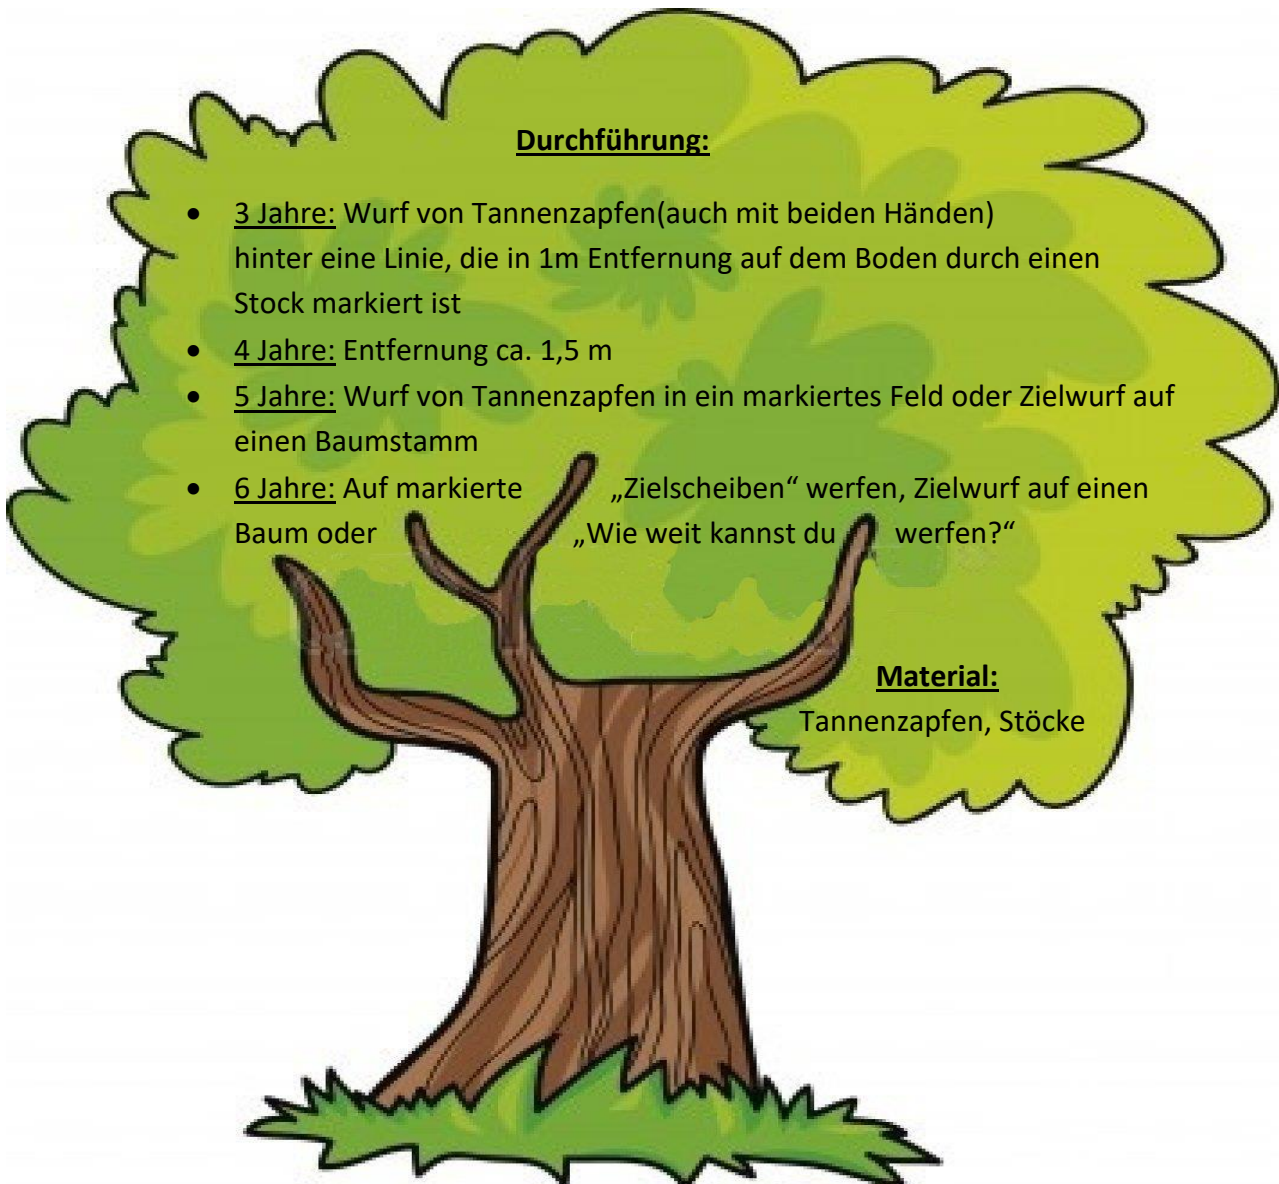 Durchführung:
• 3 Jahre: Wurf von Tannenzapfen(auch mit beiden Händen)
hinter eine Linie, die in 1m Entfernung auf dem Boden durch einen
Stock markiert ist
• 4 Jahre: Entfernung ca. 1,5 m
• 5 Jahre: Wurf von Tannenzapfen in ein markiertes Feld oder Zielwurf auf
einen Baumstamm
• 6 Jahre: Auf markierte „Zielscheiben“ werfen, Zielwurf auf einen
Baum oder „Wie weit kannst du werfen?“
Material:
Tannenzapfen, Stöcke